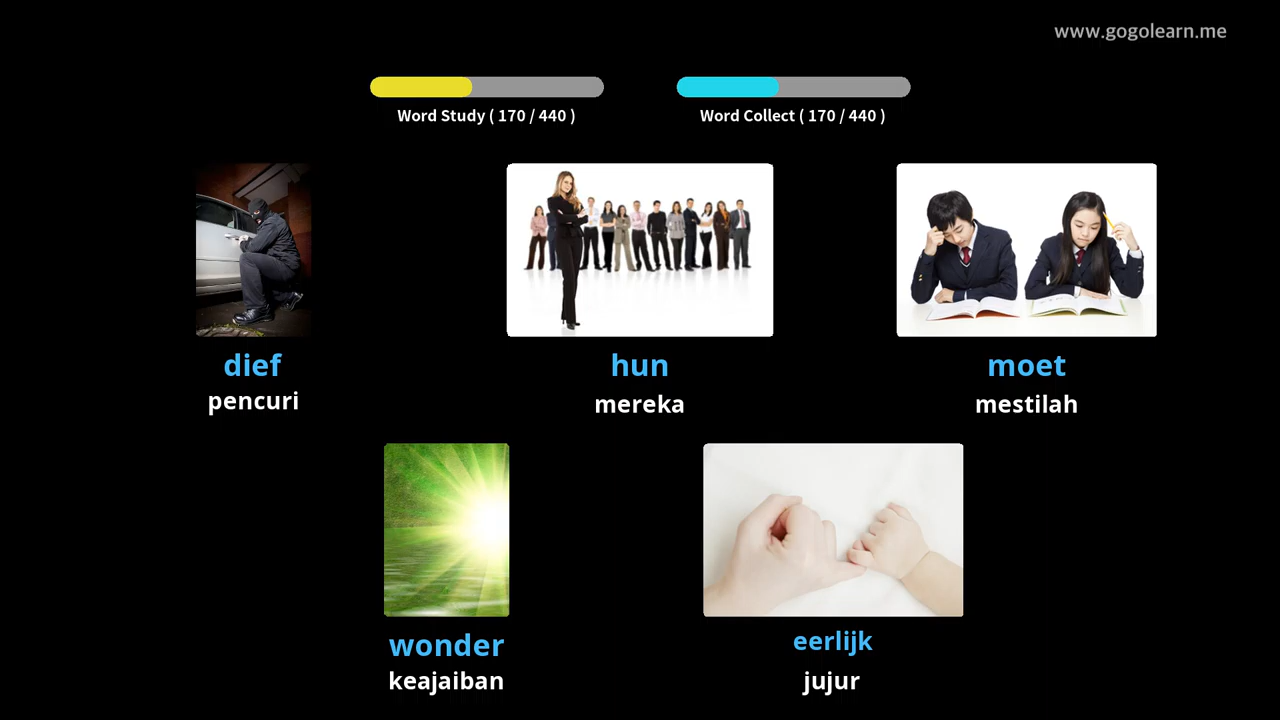 www.gogolearn.me
Word Study ( 170 / 440 )
Word Collect ( 170 / 440 )
dief
pencuri
hun
mereka
moet
mestilah
wonder
keajaiban
eerlijk
jujur